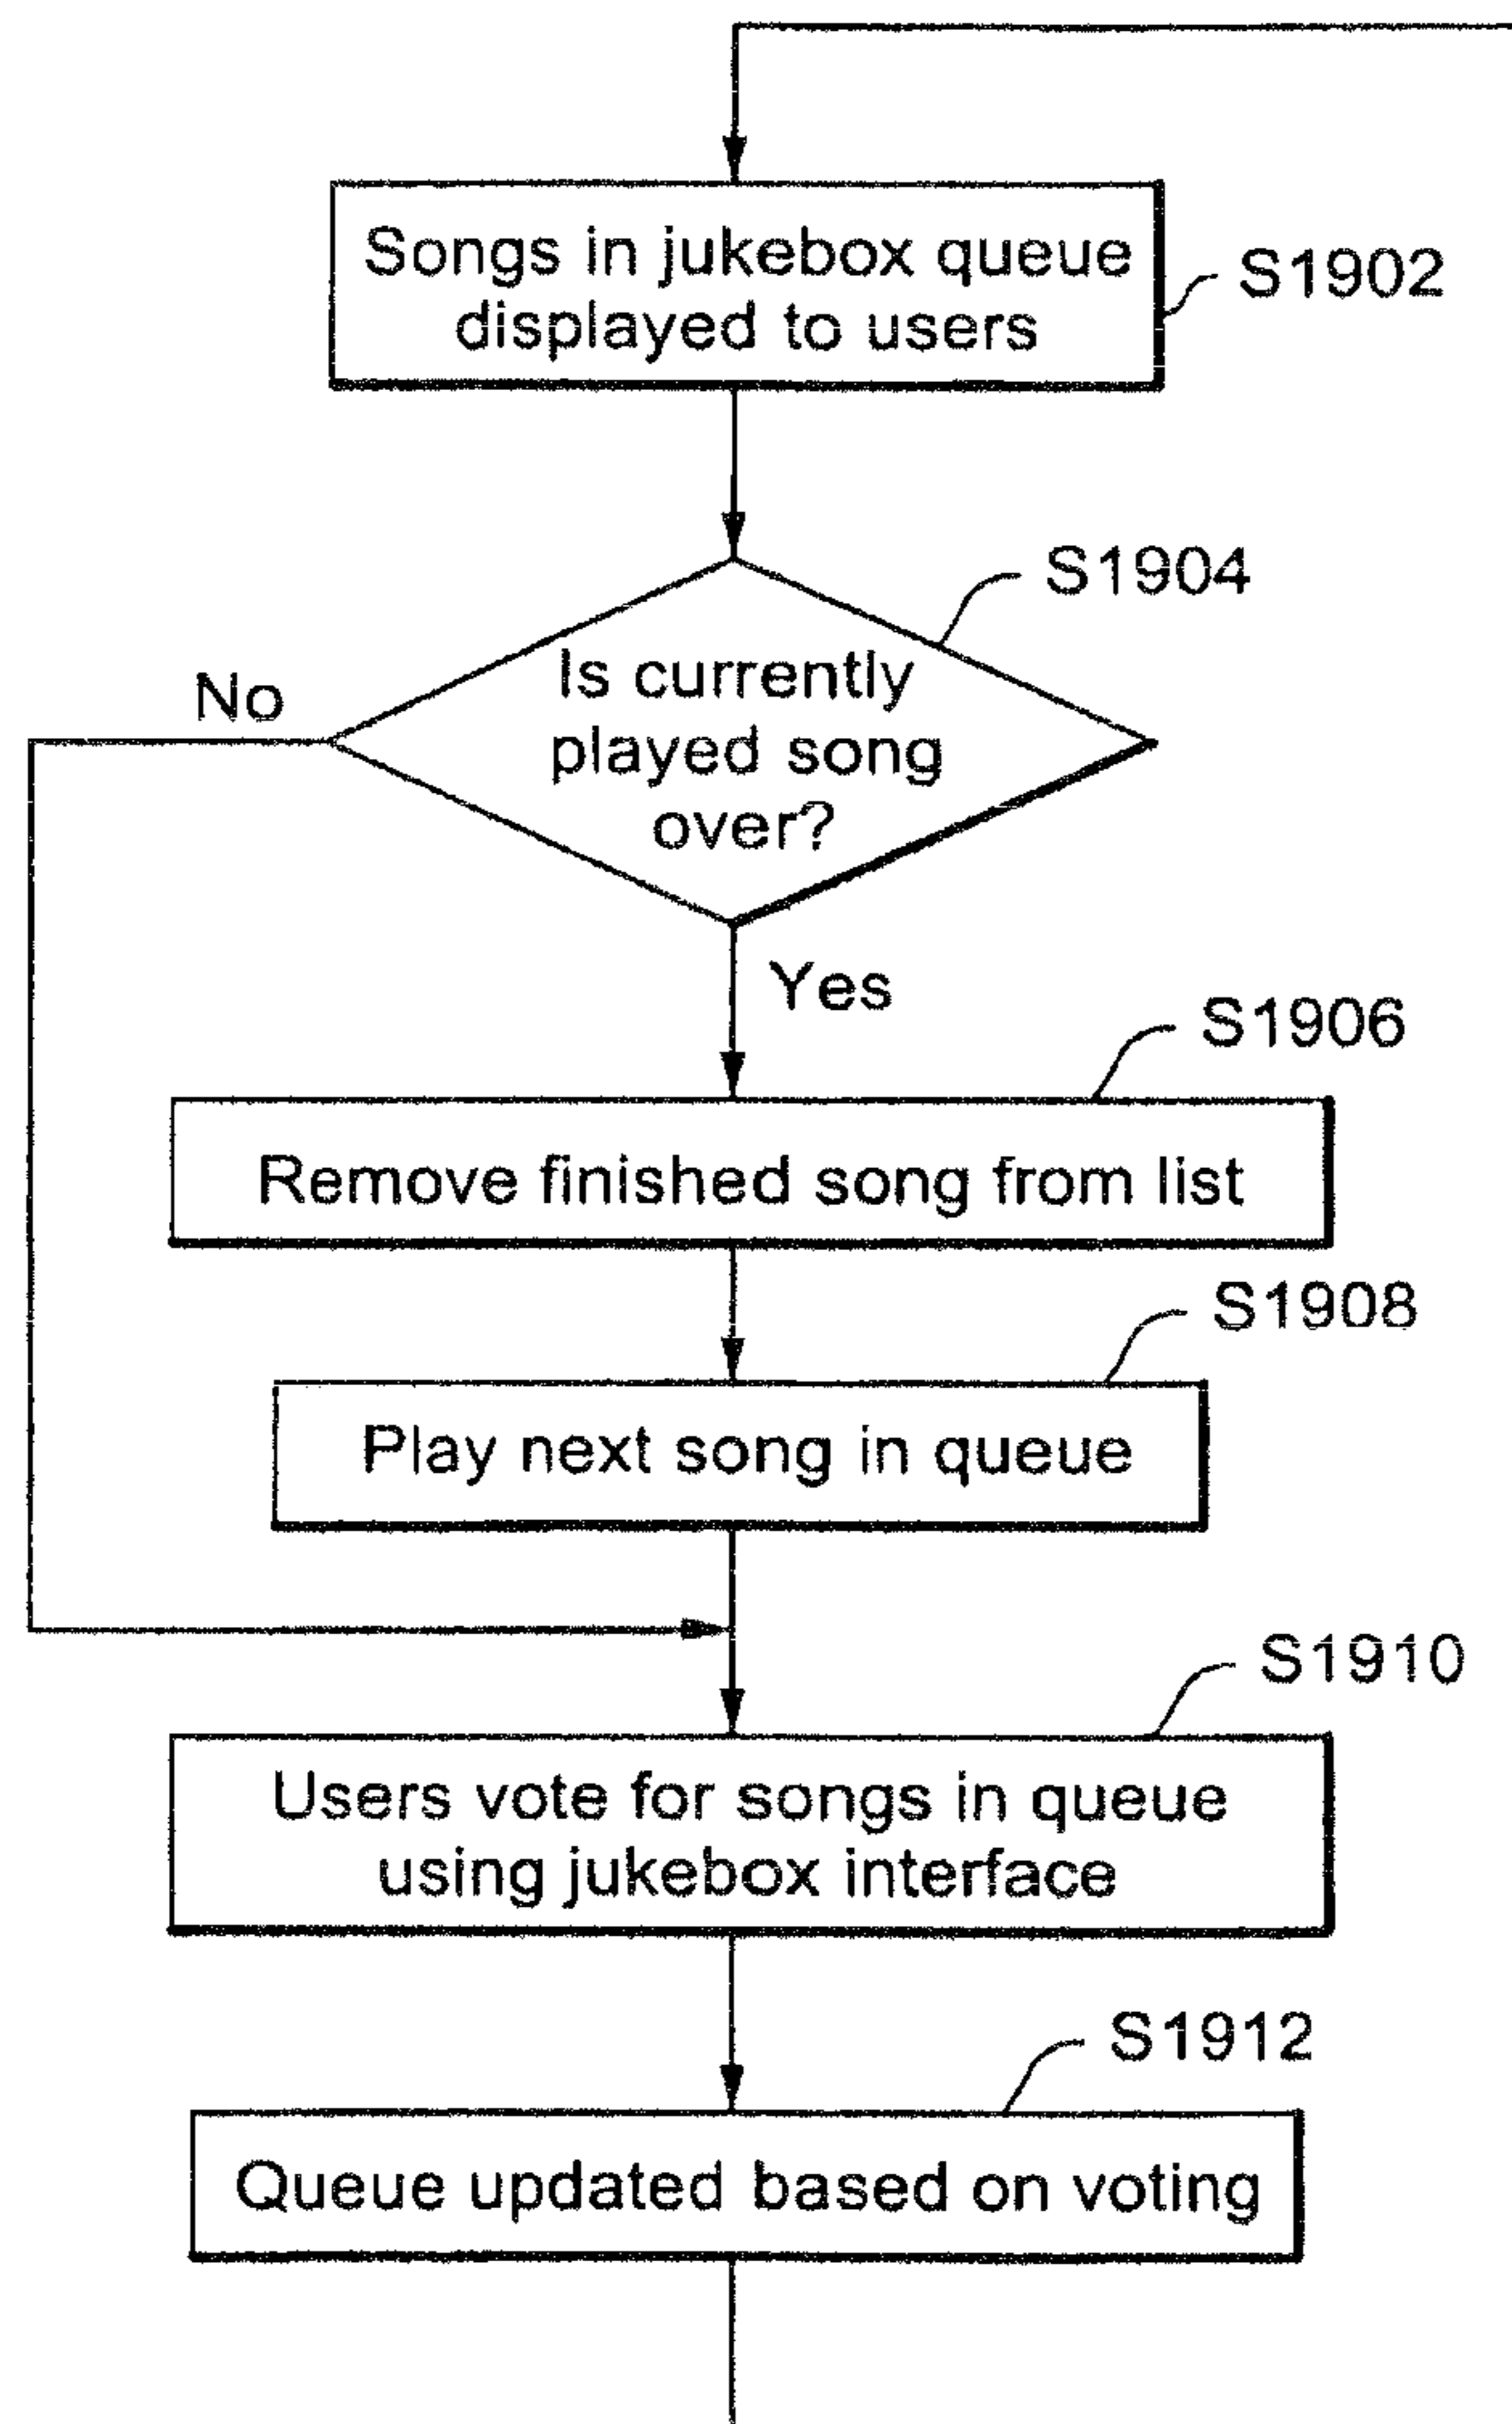 Songs in jukebox queue
displayed to users
S1902
S1904
Is currently
played song
over?
No
Yes
S1906
Remove finished song from list
S1908
Play next song in queue
S1910
Users vote for songs in queue
using jukebox interface
S1912
Queue updated based on voting